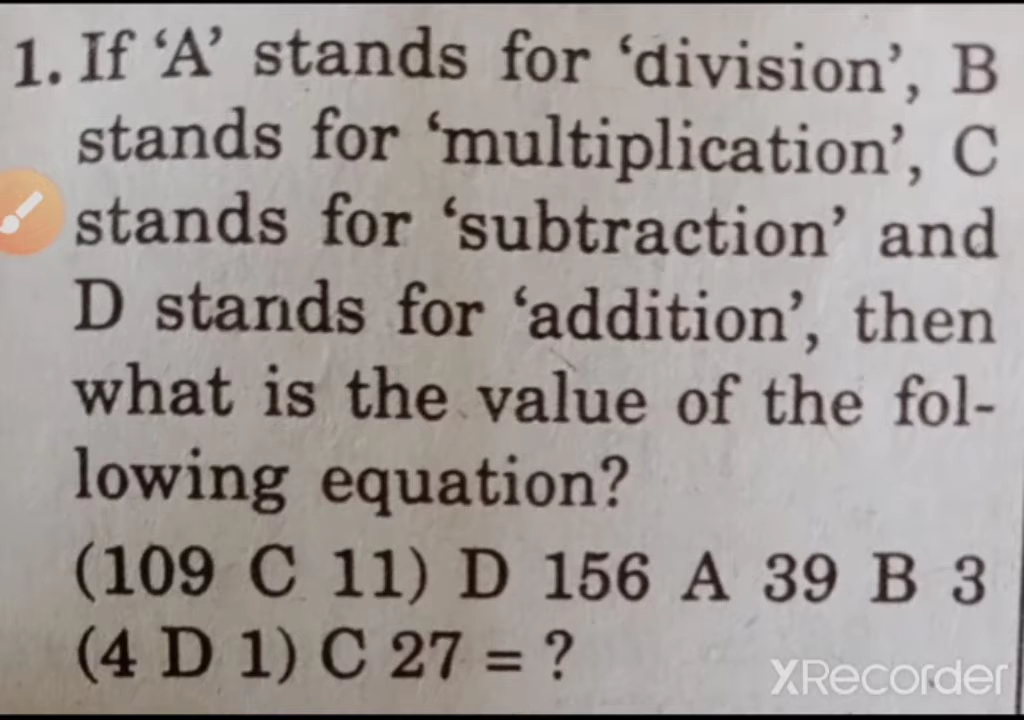 1. If ‘A’ stands for ‘division’, B
stands for ‘multiplication’, C
stands for ‘subtraction’ and
D stands for ‘addition’, then
what is the value of the fol-
lowing equation?
(109 C 11) D 156 A 39 B 3
(4 D 1) C 27 = ?
XRecorder